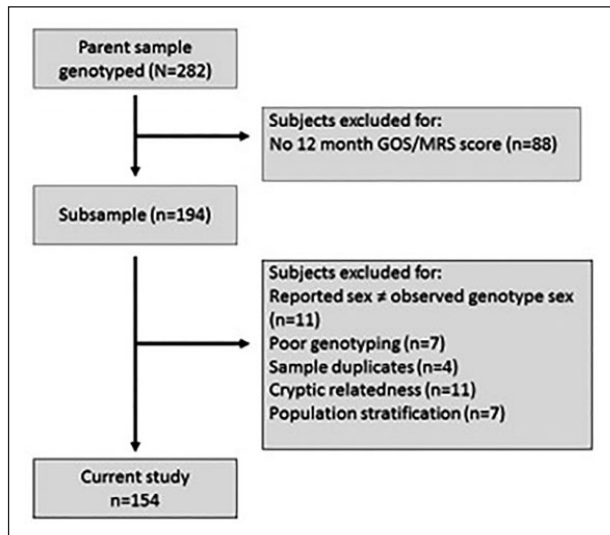 Parent sample
genotyped (N=282)
Subjects excluded for:
No 12 month GOS/MRS score (n=88)
Subsample (n=194)
Subjects excluded for:
Reported sex ≠ observed genotype sex
(n=11)
Poor genotyping (n=7)
Sample duplicates (n=4)
Cryptic relatedness (n=11)
Population stratification (n=7)
Current study
n=154